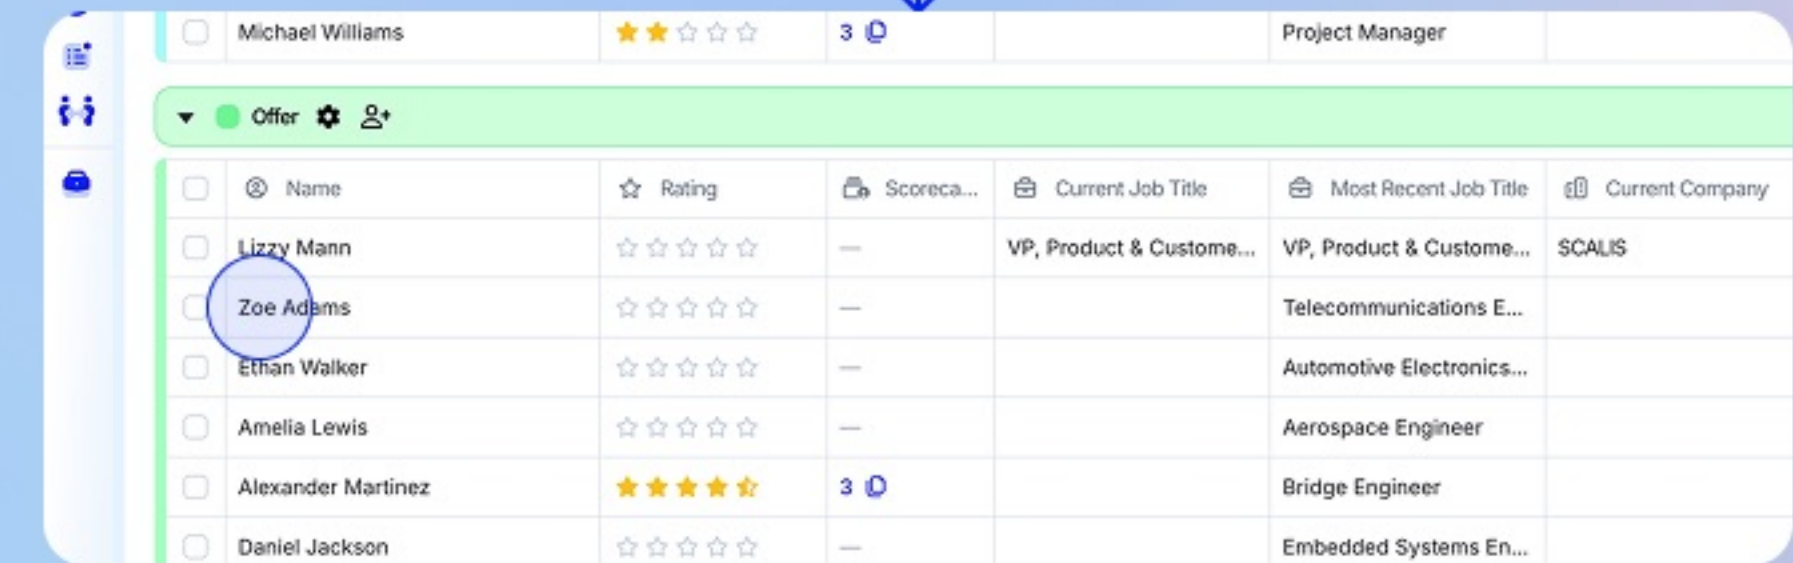 Michael Williams 3 Project Manager
Offer
Name Rating Scoreca... Current Job Title Most Recent Job Title Current Company
Lizzy Mann — VP, Product & Custome... VP, Product & Custome... SCALIS
Zoe Adams — Telecommunications E...
Ethan Walker — Automotive Electronics...
Amelia Lewis — Aerospace Engineer
Alexander Martinez 3 Bridge Engineer
Daniel Jackson — Embedded Systems En...